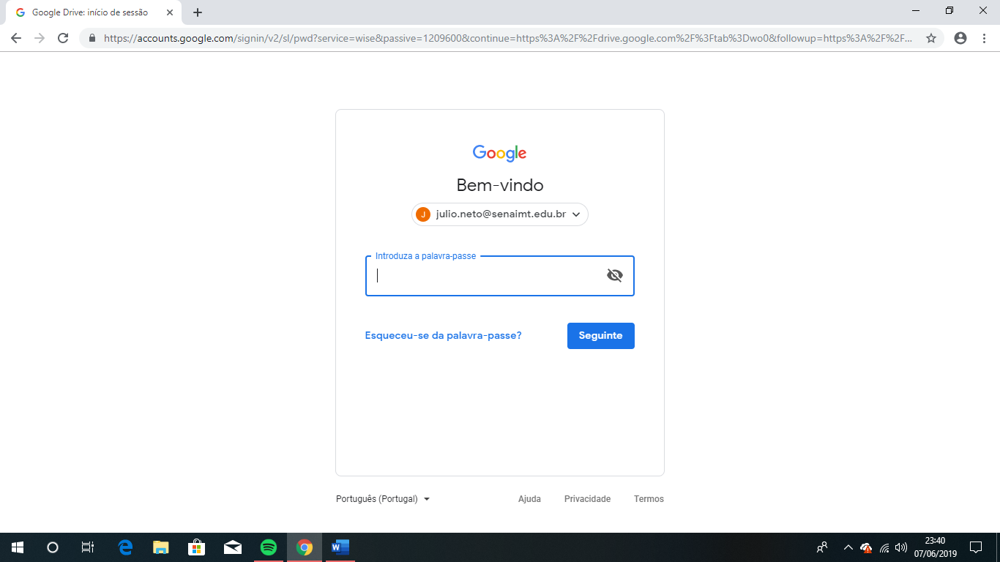 Google Drive: início de sessão
https://accounts.google.com/signin/v2/sl/pwd?service=wise&passive=1209600&continue=https%3A%2F%2Fdrive.google.com%2F%3Ftab%3Dwo0&followup=https%3A%2F%2F...
Google
Bem-vindo
J julio.neto@senaimt.edu.br
Introduza a palavra-passe
Esqueceu-se da palavra-passe? Seguinte
Português (Portugal) Ajuda Privacidade Termos
23:40
07/06/2019